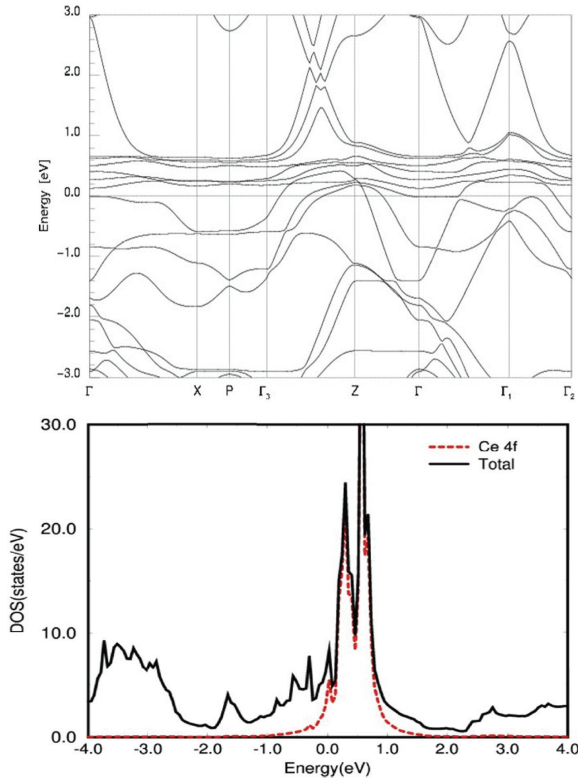 3.0
2.0
1.0
0.0
-1.0
-2.0
-3.0
Energy [eV]
Γ X P Γ3 Z Γ Γ1 Γ2
30.0
20.0
10.0
0.0
DOS(states/eV)
Ce 4f
Total
-4.0 -3.0 -2.0 -1.0 0.0 1.0 2.0 3.0 4.0
Energy(eV)